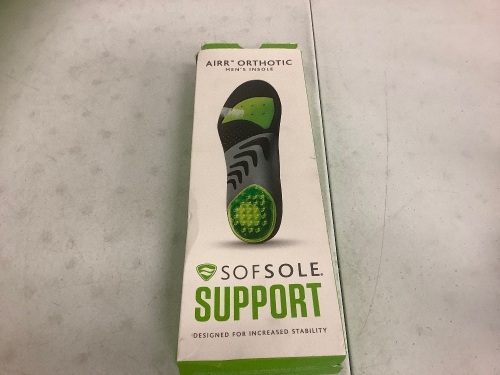 AIRR™ ORTHOTIC
MEN'S INSOLE
SOFSOLE®
SUPPORT
DESIGNED FOR INCREASED STABILITY